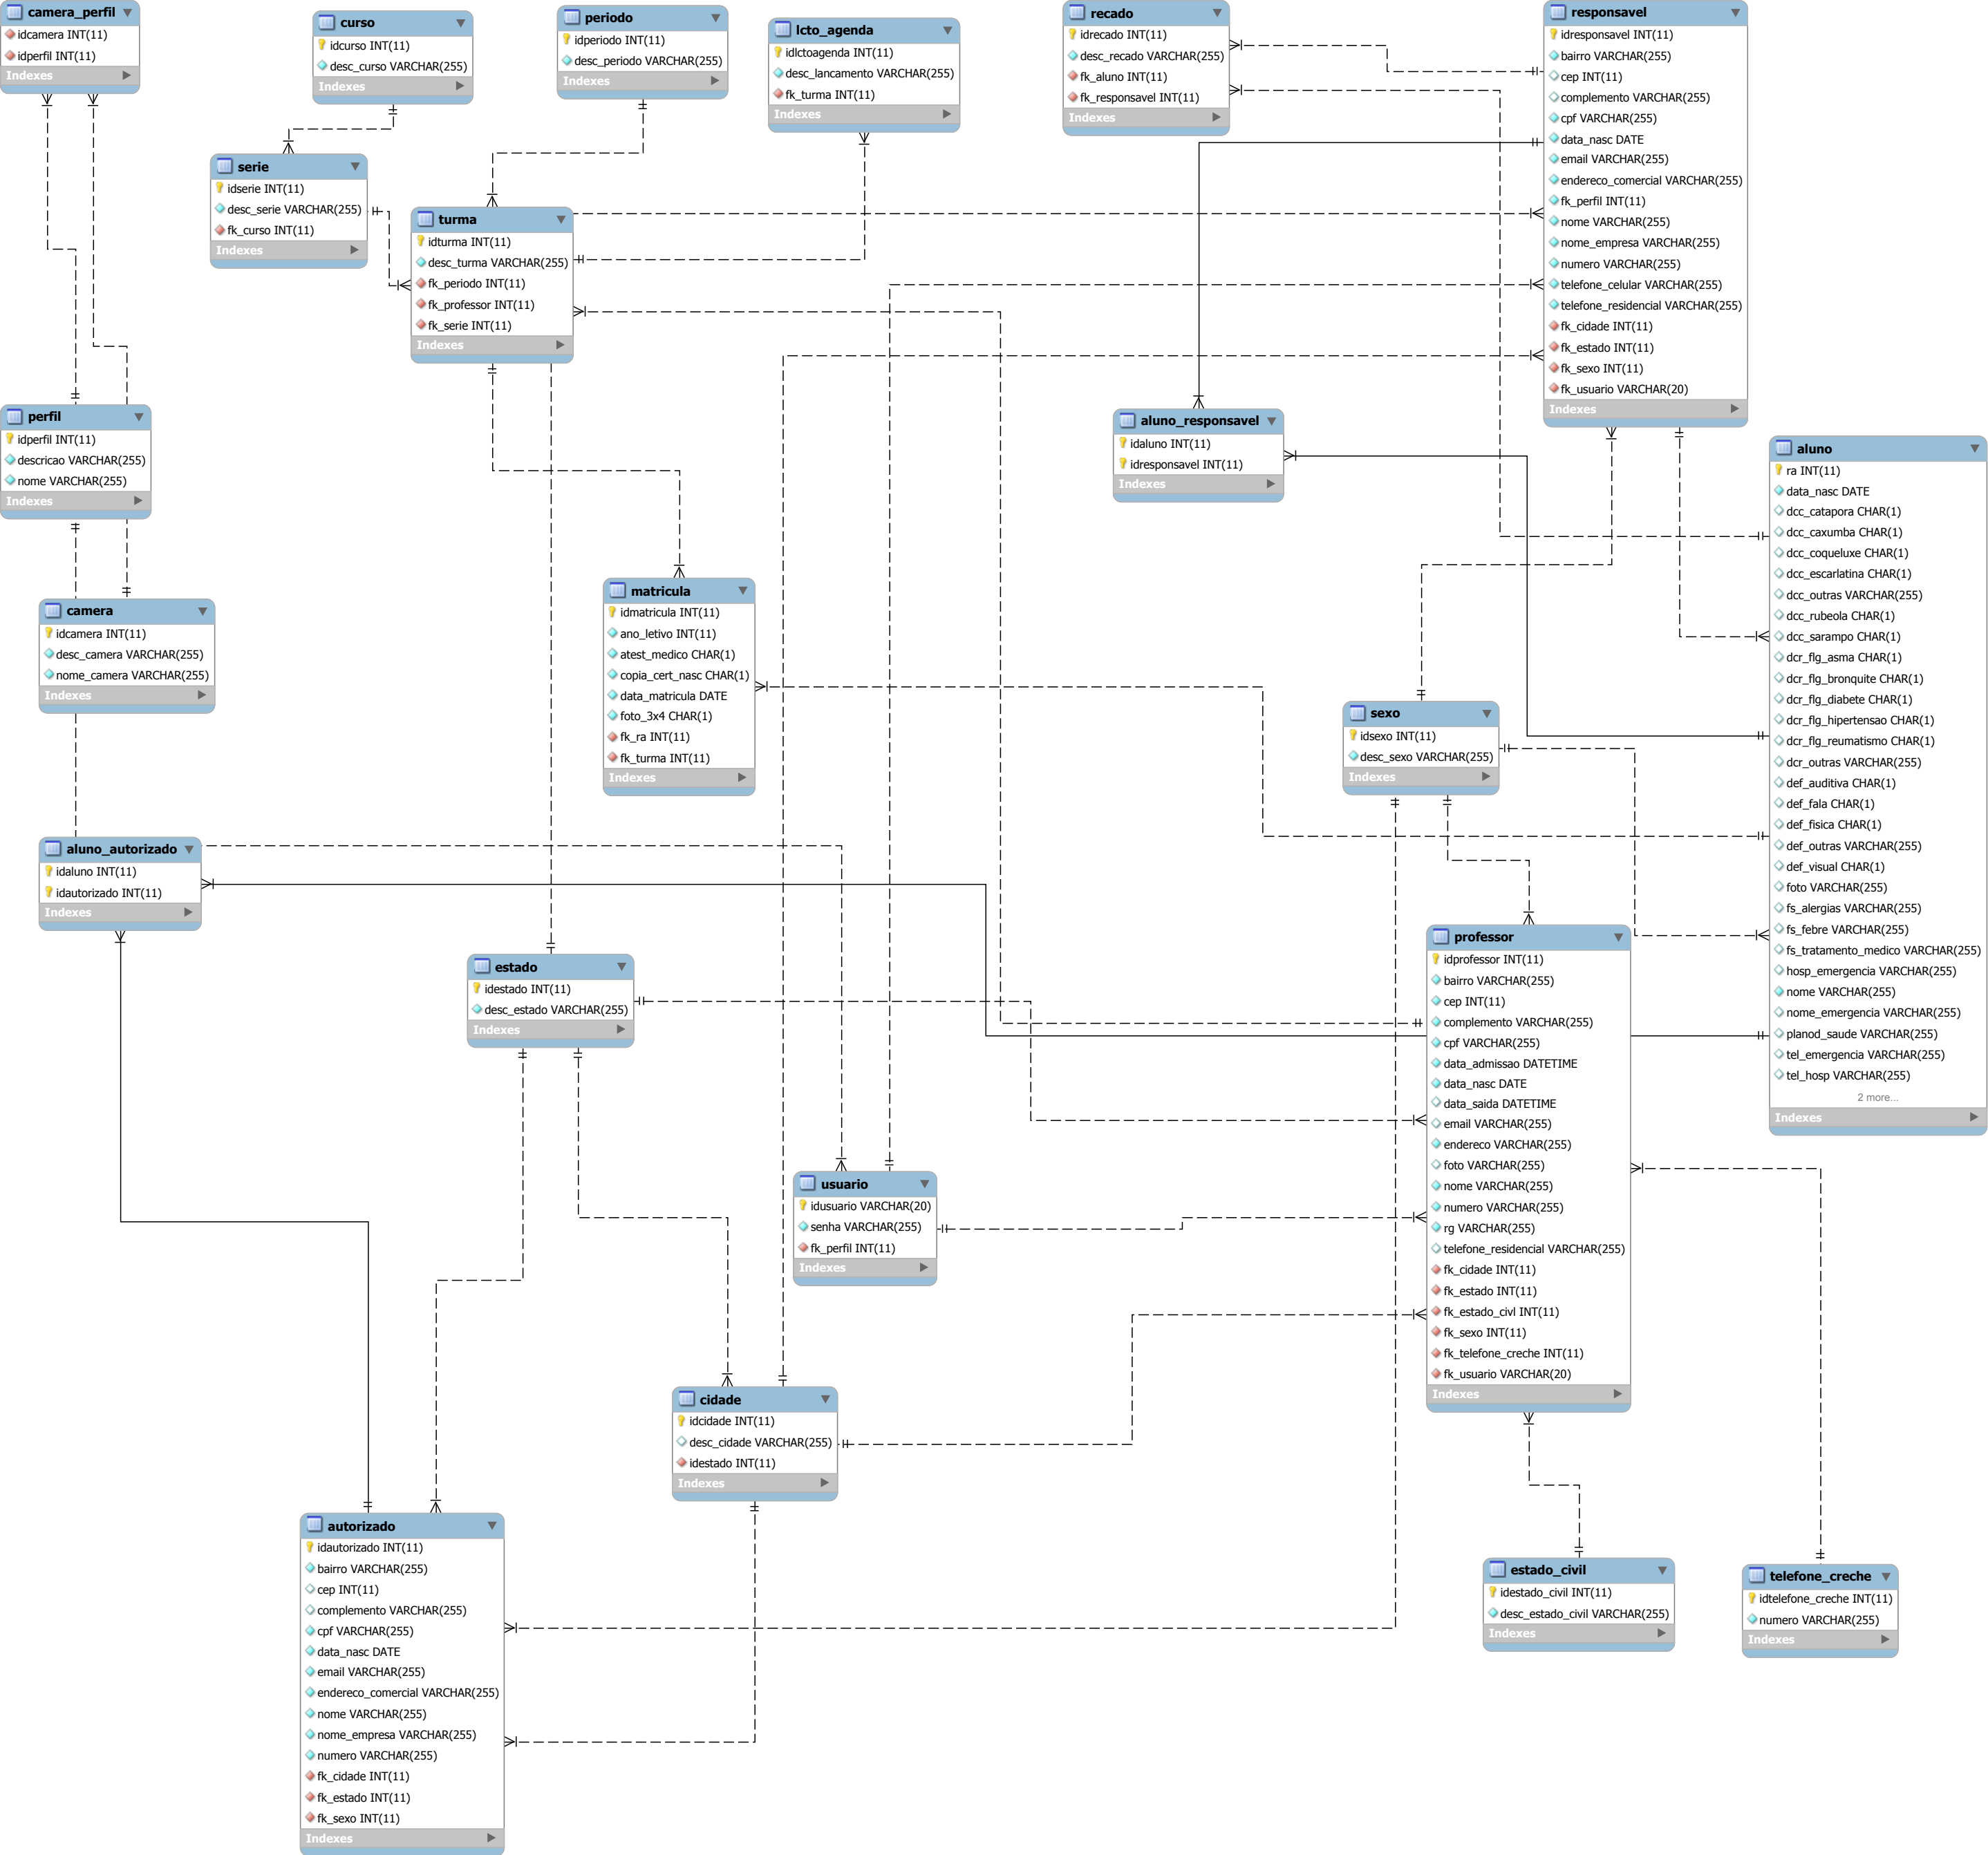 camera_perfil
idcamera INT(11)
idperfil INT(11)
Indexes
curso
idcurso INT(11)
desc_curso VARCHAR(255)
Indexes
periodo
idperiodo INT(11)
desc_periodo VARCHAR(255)
Indexes
lcto_agenda
idlctoagenda INT(11)
desc_lancamento VARCHAR(255)
fk_turma INT(11)
Indexes
recado
idrecado INT(11)
desc_recado VARCHAR(255)
fk_aluno INT(11)
fk_responsavel INT(11)
Indexes
responsavel
idresponsavel INT(11)
bairro VARCHAR(255)
cep INT(11)
complemento VARCHAR(255)
cpf VARCHAR(255)
data_nasc DATE
email VARCHAR(255)
endereco_comercial VARCHAR(255)
fk_perfil INT(11)
nome VARCHAR(255)
nome_empresa VARCHAR(255)
numero VARCHAR(255)
telefone_celular VARCHAR(255)
telefone_residencial VARCHAR(255)
fk_cidade INT(11)
fk_estado INT(11)
fk_sexo INT(11)
fk_usuario VARCHAR(20)
Indexes
serie
idserie INT(11)
desc_serie VARCHAR(255)
fk_curso INT(11)
Indexes
turma
idturma INT(11)
desc_turma VARCHAR(255)
fk_periodo INT(11)
fk_professor INT(11)
fk_serie INT(11)
Indexes
perfil
idperfil INT(11)
descricao VARCHAR(255)
nome VARCHAR(255)
Indexes
aluno_responsavel
idaluno INT(11)
idresponsavel INT(11)
Indexes
aluno
ra INT(11)
data_nasc DATE
dcc_catapora CHAR(1)
dcc_caxumba CHAR(1)
dcc_coqueluxe CHAR(1)
dcc_escarlatina CHAR(1)
dcc_outras VARCHAR(255)
dcc_rubeola CHAR(1)
dcc_sarampo CHAR(1)
dcr_flg_asma CHAR(1)
dcr_flg_bronquite CHAR(1)
dcr_flg_diabete CHAR(1)
dcr_flg_hipertensao CHAR(1)
dcr_flg_reumatismo CHAR(1)
dcr_outras VARCHAR(255)
def_auditiva CHAR(1)
def_fala CHAR(1)
def_fisica CHAR(1)
def_outras VARCHAR(255)
def_visual CHAR(1)
foto VARCHAR(255)
fs_alergias VARCHAR(255)
fs_febre VARCHAR(255)
fs_tratamento_medico VARCHAR(255)
hosp_emergencia VARCHAR(255)
nome VARCHAR(255)
nome_emergencia VARCHAR(255)
planod_saude VARCHAR(255)
tel_emergencia VARCHAR(255)
tel_hosp VARCHAR(255)
2 more...
Indexes
camera
idcamera INT(11)
desc_camera VARCHAR(255)
nome_camera VARCHAR(255)
Indexes
matricula
idmatricula INT(11)
ano_letivo INT(11)
atest_medico CHAR(1)
copia_cert_nasc CHAR(1)
data_matricula DATE
foto_3x4 CHAR(1)
fk_ra INT(11)
fk_turma INT(11)
Indexes
sexo
idsexo INT(11)
desc_sexo VARCHAR(255)
Indexes
aluno_autorizado
idaluno INT(11)
idautorizado INT(11)
Indexes
estado
idestado INT(11)
desc_estado VARCHAR(255)
Indexes
professor
idprofessor INT(11)
bairro VARCHAR(255)
cep INT(11)
complemento VARCHAR(255)
cpf VARCHAR(255)
data_admissao DATETIME
data_nasc DATE
data_saida DATETIME
email VARCHAR(255)
endereco VARCHAR(255)
foto VARCHAR(255)
nome VARCHAR(255)
numero VARCHAR(255)
rg VARCHAR(255)
telefone_residencial VARCHAR(255)
fk_cidade INT(11)
fk_estado INT(11)
fk_estado_civl INT(11)
fk_sexo INT(11)
fk_telefone_creche INT(11)
fk_usuario VARCHAR(20)
Indexes
usuario
idusuario VARCHAR(20)
senha VARCHAR(255)
fk_perfil INT(11)
Indexes
cidade
idcidade INT(11)
desc_cidade VARCHAR(255)
idestado INT(11)
Indexes
autorizado
idautorizado INT(11)
bairro VARCHAR(255)
cep INT(11)
complemento VARCHAR(255)
cpf VARCHAR(255)
data_nasc DATE
email VARCHAR(255)
endereco_comercial VARCHAR(255)
nome VARCHAR(255)
nome_empresa VARCHAR(255)
numero VARCHAR(255)
fk_cidade INT(11)
fk_estado INT(11)
fk_sexo INT(11)
Indexes
estado_civil
idestado_civil INT(11)
desc_estado_civil VARCHAR(255)
Indexes
telefone_creche
idtelefone_creche INT(11)
numero VARCHAR(255)
Indexes